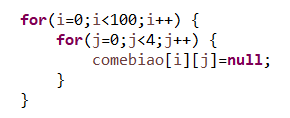 for(i=0;i<100;i++) {
    for(j=0;j<4;j++) {
        comebiao[i][j]=null;
    }
}